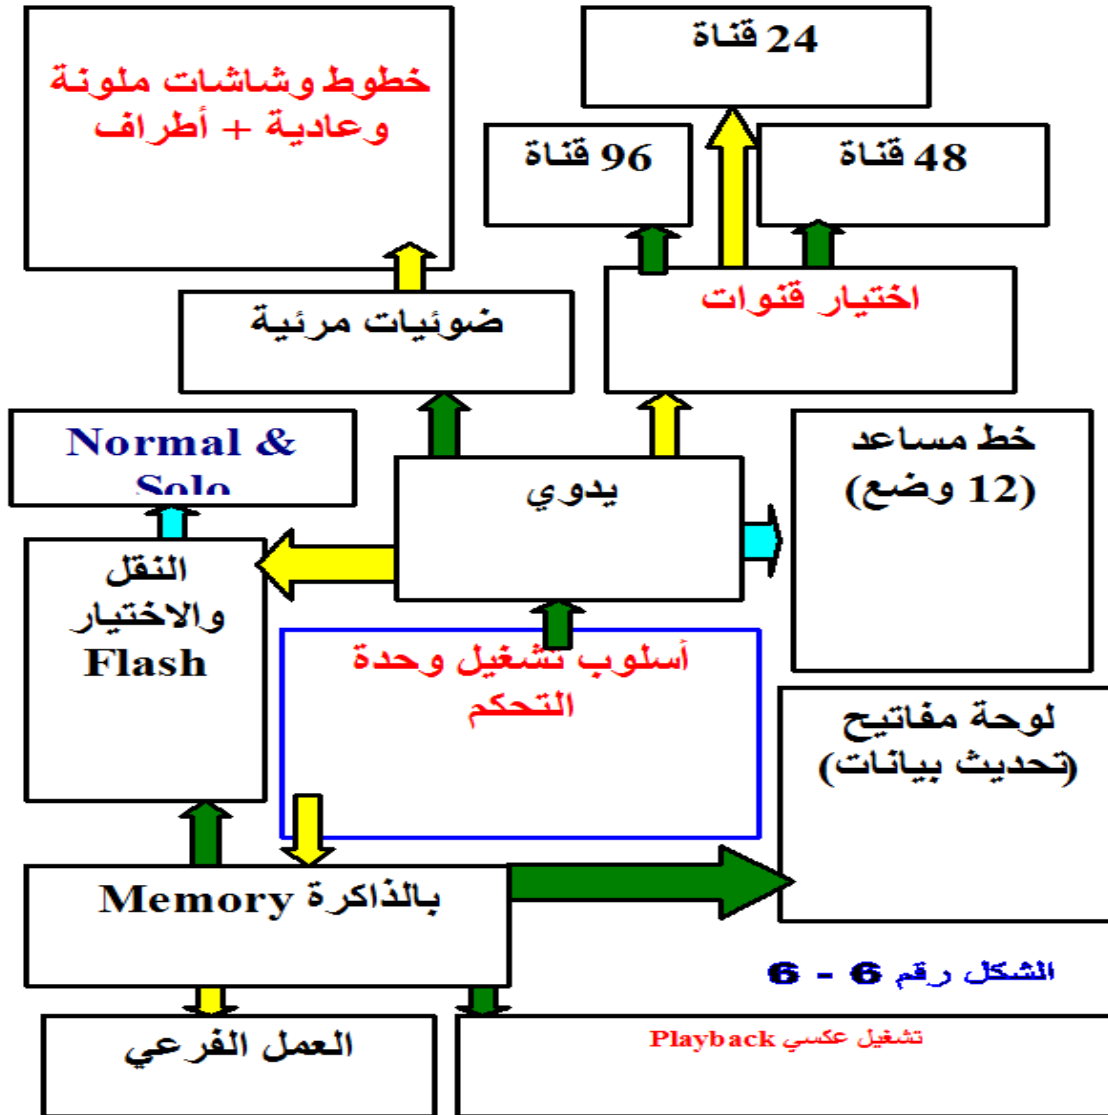 24 قناة
خطوط وشاشات ملونة
وعادية + أطراف
96 قناة
48 قناة
اختيار قنوات
ضوئيات مرئية
Normal &
Solo
يدوي
خط مساعد
(12 وضع)
النقل
والاختيار
Flash
أسلوب تشغيل وحدة
التحكم
لوحة مفاتيح
(تحديث بيانات)
بالذاكرة Memory
الشكل رقم 6 - 6
العمل الفرعي
تشغيل عكسي Playback